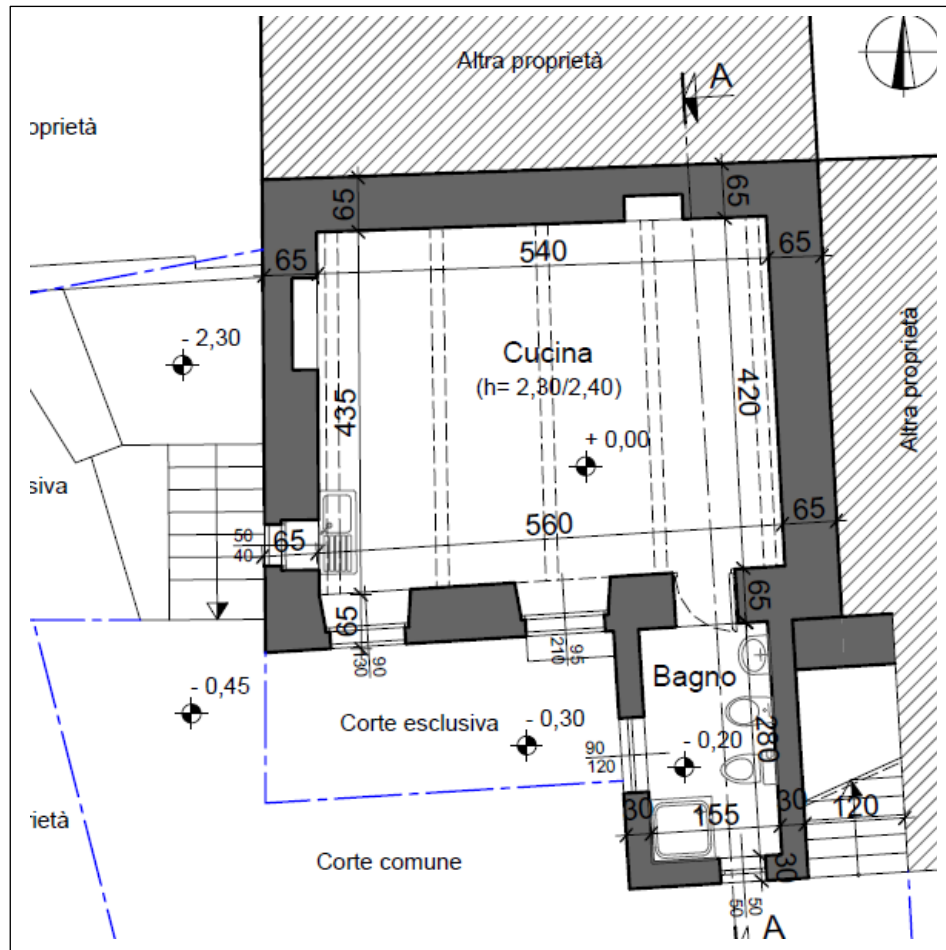 Altra proprietà
A
oprietà
65
65
65
540
65
- 2,30
Cucina
(h= 2,30/2,40)
435
420
Altra proprietà
+ 0,00
siva
50
40
65
560
65
65
65
90
130
95
210
Bagno
- 0,45
Corte esclusiva
- 0,30
- 0,20
280
90
120
rietà
30
155
30
120
Corte comune
30
50
50
A